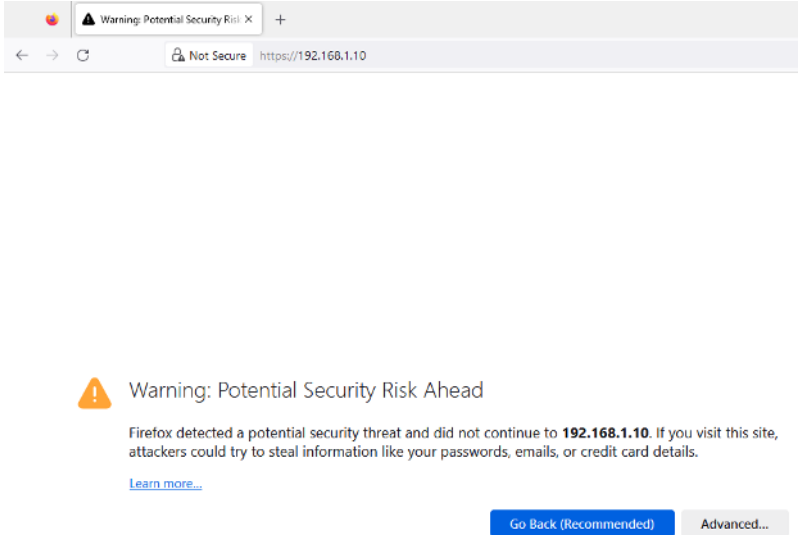 Warning: Potential Security Risk
Not Secure https://192.168.1.10
Warning: Potential Security Risk Ahead
Firefox detected a potential security threat and did not continue to 192.168.1.10. If you visit this site,
attackers could try to steal information like your passwords, emails, or credit card details.
Learn more...
Go Back (Recommended) Advanced...